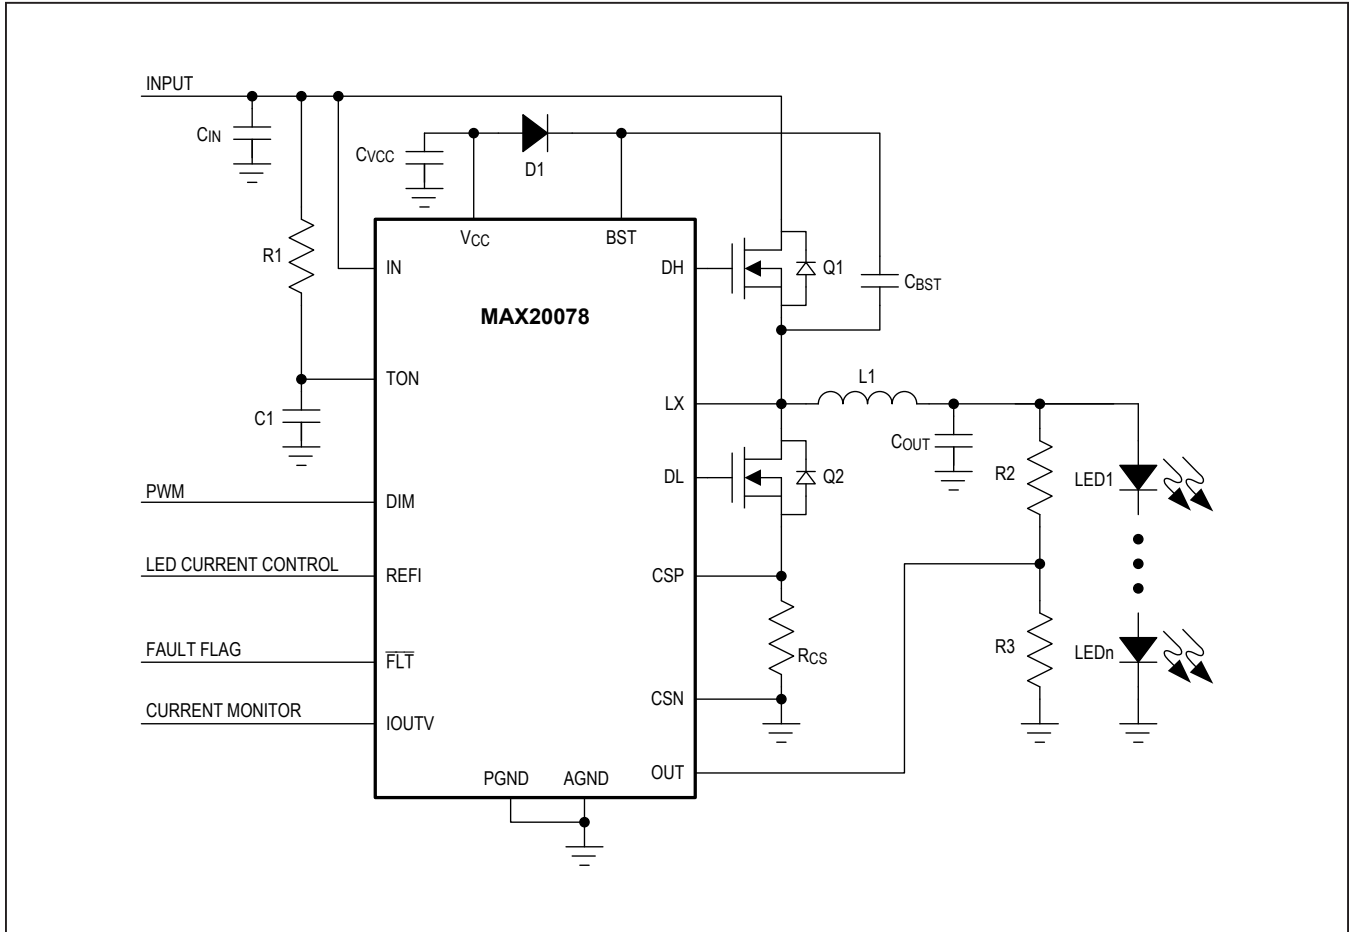 INPUT
CIN
CVCC
D1
R1
VCC
BST
IN
DH
Q1
CBST
MAX20078
TON
L1
C1
LX
COUT
R2
LED1
DL
Q2
PWM
DIM
LED CURRENT CONTROL
REFI
CSP
FAULT FLAG
FLT
RCS
R3
LEDn
CSN
CURRENT MONITOR
IOUTV
OUT
PGND
AGND